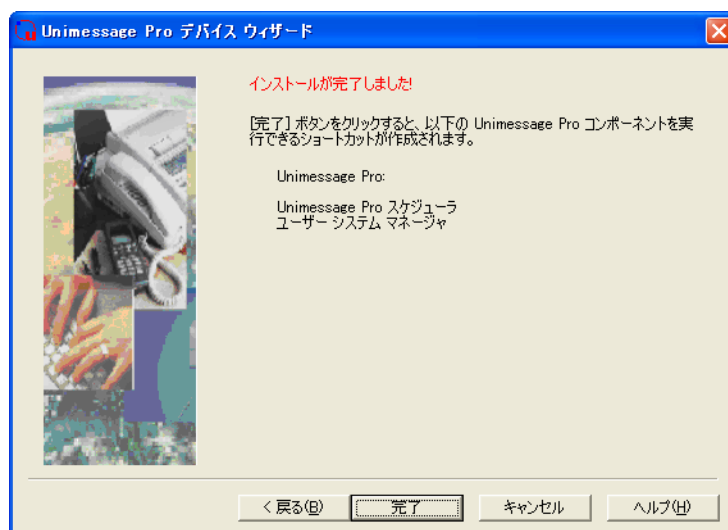 Unimessage Pro デバイス ウィザード
インストールが完了しました!
[完了] ボタンをクリックすると、以下の Unimessage Pro コンポーネントを実
行できるショートカットが作成されます。
Unimessage Pro:
Unimessage Pro スケジューラ
ユーザー システム マネージャ
< 戻る(B)
完了
キャンセル
ヘルプ(H)